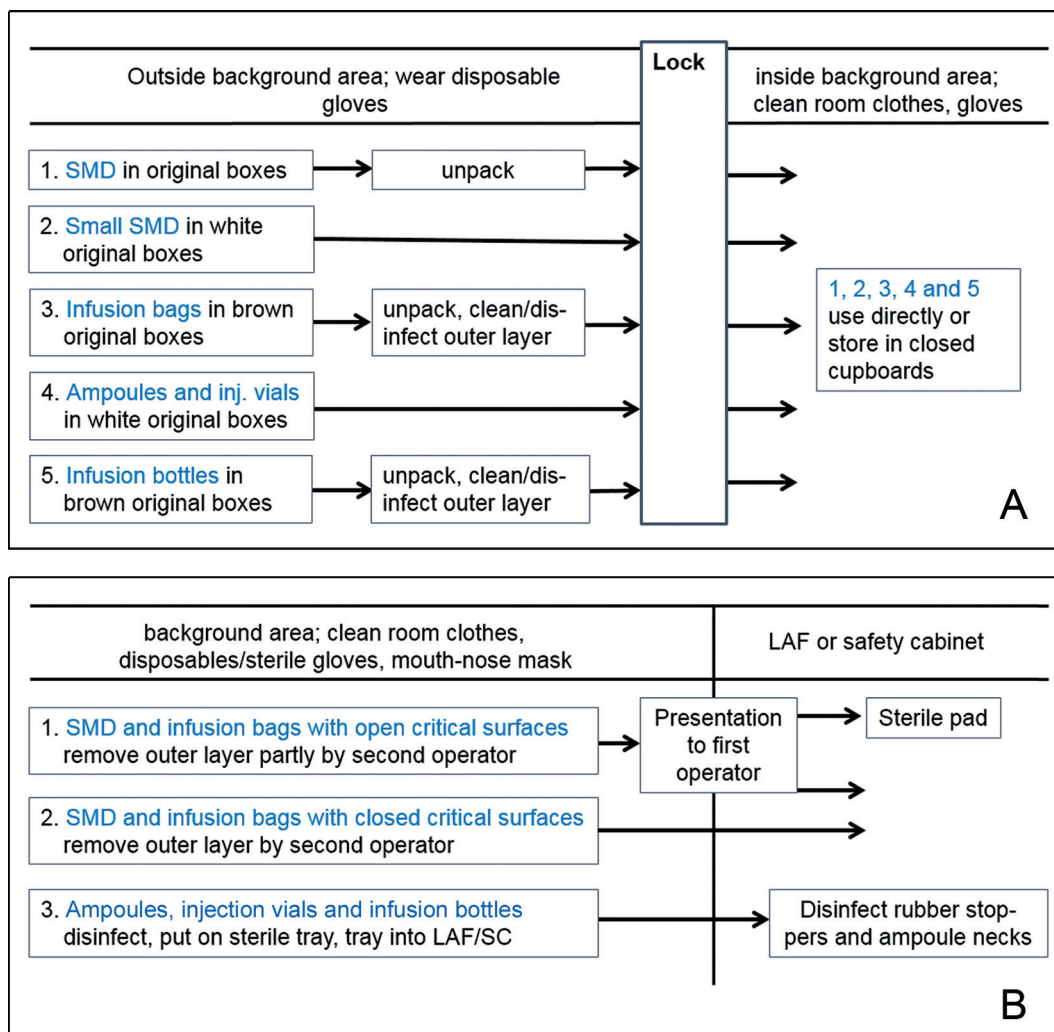 Outside background area; wear disposable
gloves
Lock
inside background area;
clean room clothes, gloves
1. SMD in original boxes
unpack
2. Small SMD in white
original boxes
3. Infusion bags in brown
original boxes
unpack, clean/dis-
infect outer layer
1, 2, 3, 4 and 5
use directly or
store in closed
cupboards
4. Ampoules and inj. vials
in white original boxes
5. Infusion bottles in
brown original boxes
unpack, clean/dis-
infect outer layer
A
background area; clean room clothes,
disposables/sterile gloves, mouth-nose mask
LAF or safety cabinet
1. SMD and infusion bags with open critical surfaces
remove outer layer partly by second operator
Presentation
to first
operator
Sterile pad
2. SMD and infusion bags with closed critical surfaces
remove outer layer by second operator
3. Ampoules, injection vials and infusion bottles
disinfect, put on sterile tray, tray into LAF/SC
Disinfect rubber stop-
pers and ampoule necks
B